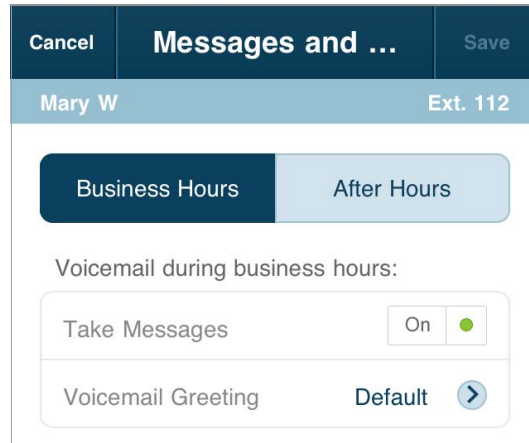 Cancel Messages and ... Save
Mary W Ext. 112
Business Hours After Hours
Voicemail during business hours:
Take Messages On
Voicemail Greeting Default